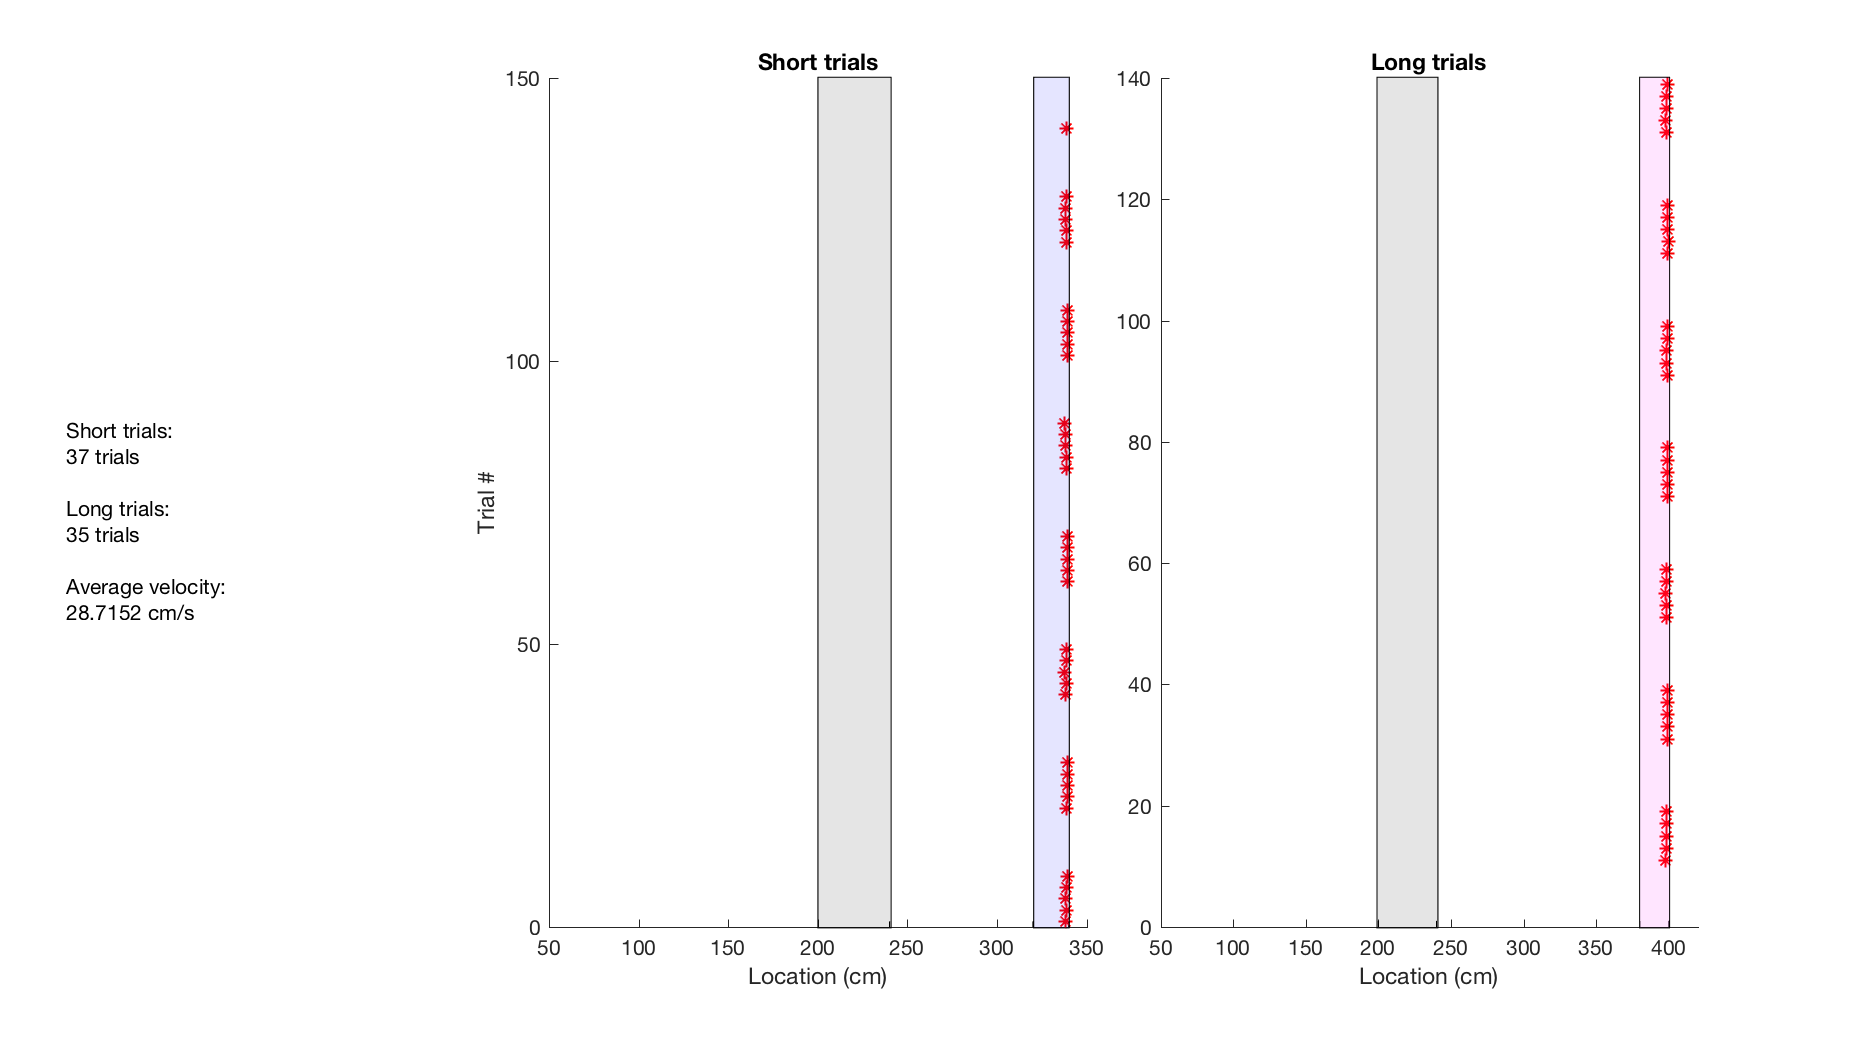 Short trials:
37 trials
Long trials:
35 trials
Average velocity:
28.7152 cm/s
Short trials
150
100
50
0
Trial #
50 100 150 200 250 300 350
Location (cm)
Long trials
140
120
100
80
60
40
20
0
50 100 150 200 250 300 350 400
Location (cm)